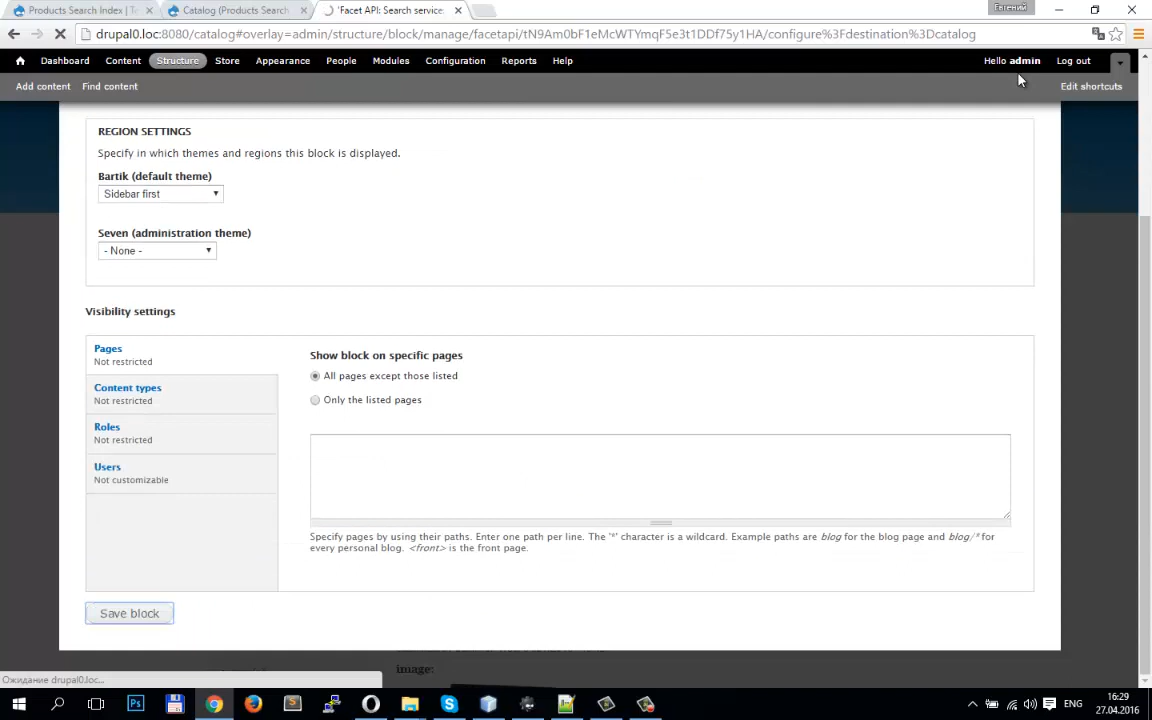 Products Search Index | T
Catalog (Products Search
'Facet API: Search service
Евгений
drupal0.loc:8080/catalog#overlay=admin/structure/block/manage/facetapi/tN9Am0bF1eMcWTYmqF5e3t1DDf75y1HA/configure%3Fdestination%3Dcatalog
Dashboard Content Structure Store Appearance People Modules Configuration Reports Help Hello admin Log out
Add content Find content Edit shortcuts
REGION SETTINGS
Specify in which themes and regions this block is displayed.
Bartik (default theme)
Sidebar first
Seven (administration theme)
- None -
Visibility settings
Pages
Not restricted
Content types
Not restricted
Roles
Not restricted
Users
Not customizable
Show block on specific pages
All pages except those listed
Only the listed pages
Specify pages by using their paths. Enter one path per line. The '*' character is a wildcard. Example paths are blog for the blog page and blog/* for
every personal blog. <front> is the front page.
Save block
image:
Ожидание drupal0.loc...
Ps
S
ENG
16:29
27.04.2016